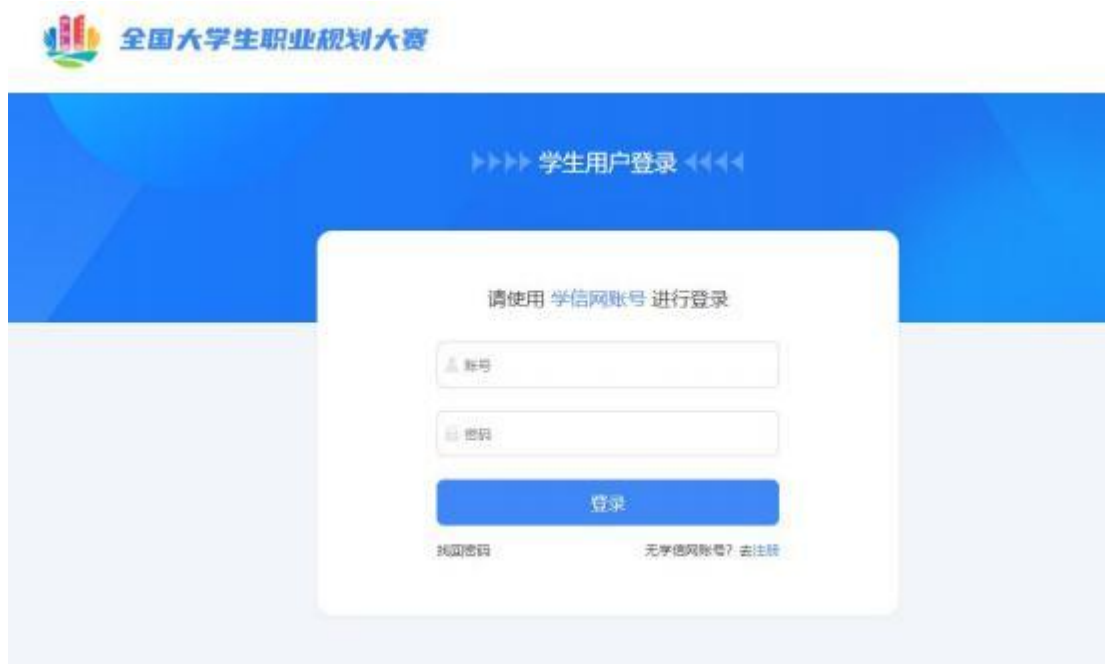 全国大学生职业规划大赛
学生用户登录
请使用 学信网账号 进行登录
账号
密码
登录
找回密码
无学信网账号？去注册